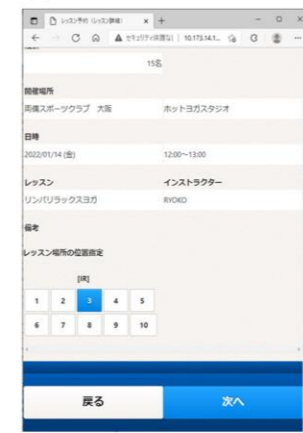 レッスン予約 (レッスン詳細)
セキュリティ保護なし | 10.173.14.1...
15名
開催場所
両備スポーツクラブ 大阪 ホットヨガスタジオ
日時
2022/01/14 (金) 12:00～13:00
レッスン インストラクター
リンパリラックスヨガ RYOKO
備考
レッスン場所の位置指定
[IR]
1 2 3 4 5
6 7 8 9 10
戻る 次へ